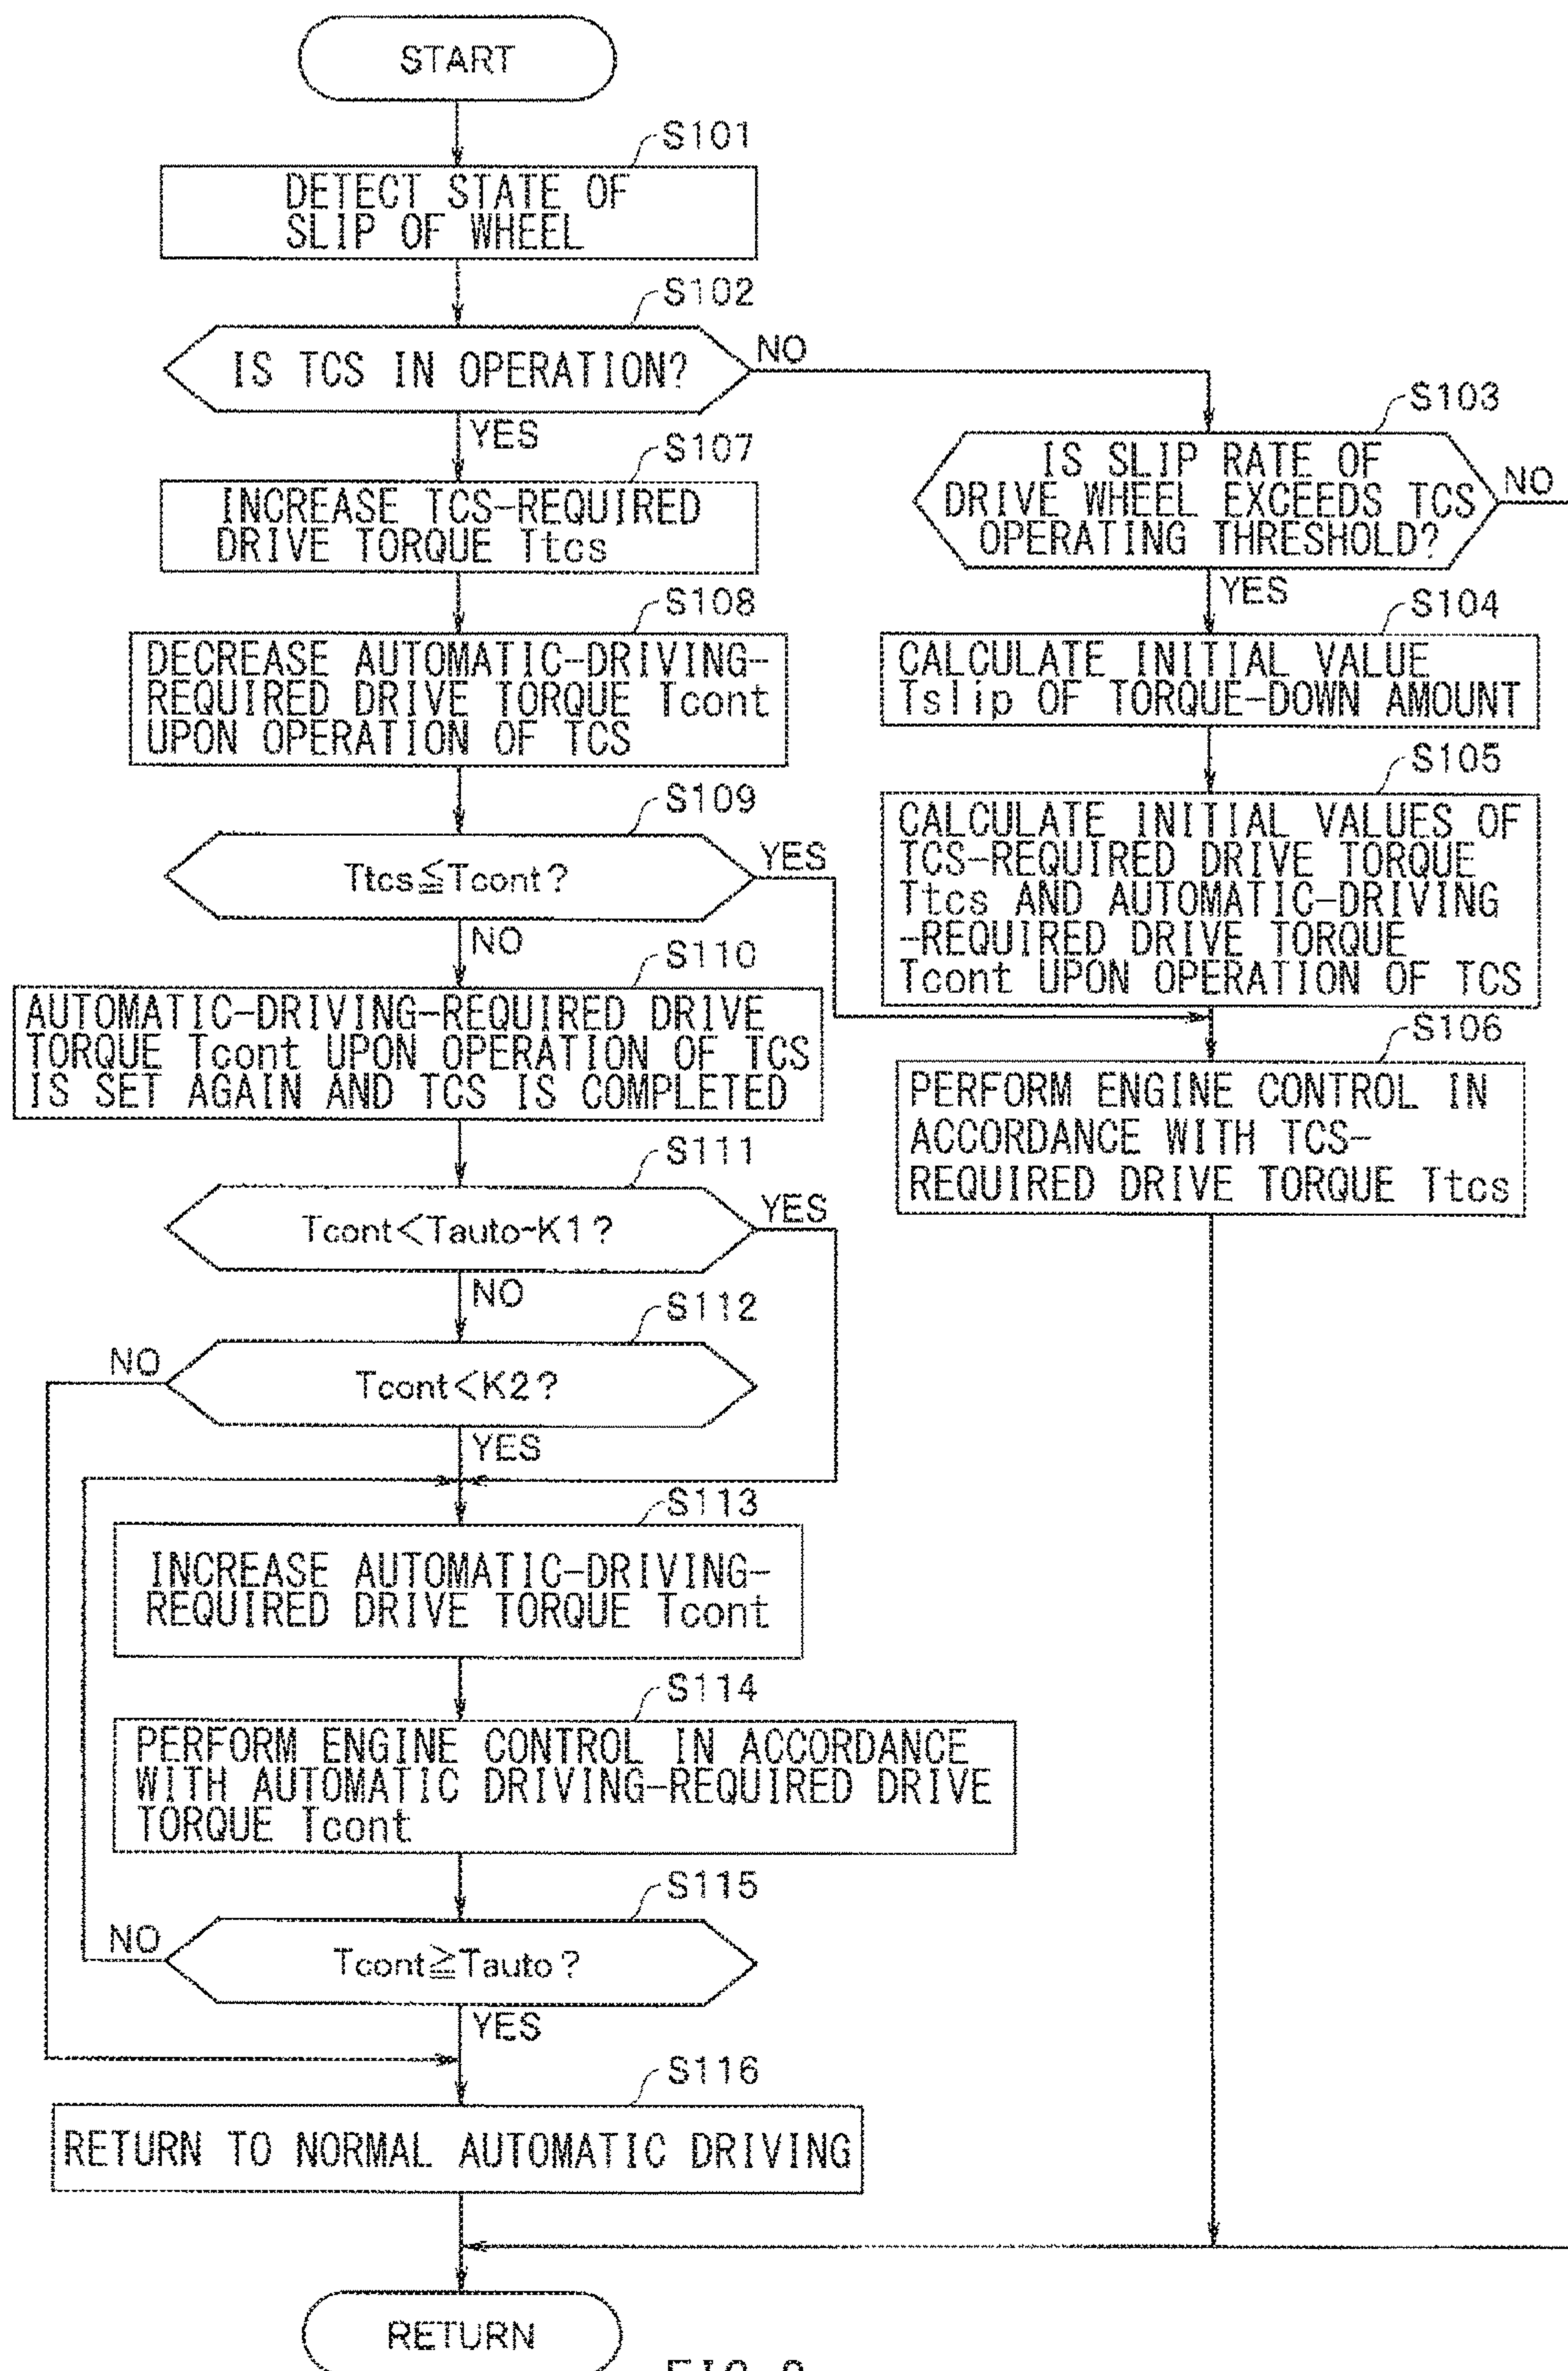 START
S101
DETECT STATE OF
SLIP OF WHEEL
S102
IS TCS IN OPERATION?
NO
YES
S103
IS SLIP RATE OF
DRIVE WHEEL EXCEEDS TCS
OPERATING THRESHOLD?
NO
YES
S107
INCREASE TCS-REQUIRED
DRIVE TORQUE Ttcs
S104
CALCULATE INITIAL VALUE
Tslip OF TORQUE-DOWN AMOUNT
S108
DECREASE AUTOMATIC-DRIVING-
REQUIRED DRIVE TORQUE Tcont
UPON OPERATION OF TCS
S105
CALCULATE INITIAL VALUES OF
TCS-REQUIRED DRIVE TORQUE
Ttcs AND AUTOMATIC-DRIVING
-REQUIRED DRIVE TORQUE
Tcont UPON OPERATION OF TCS
S109
Ttcs≦Tcont?
YES
NO
S110
AUTOMATIC-DRIVING-REQUIRED DRIVE
TORQUE Tcont UPON OPERATION OF TCS
IS SET AGAIN AND TCS IS COMPLETED
S106
PERFORM ENGINE CONTROL IN
ACCORDANCE WITH TCS-
REQUIRED DRIVE TORQUE Ttcs
S111
Tcont<Tauto-K1?
YES
NO
S112
Tcont<K2?
NO
YES
S113
INCREASE AUTOMATIC-DRIVING-
REQUIRED DRIVE TORQUE Tcont
S114
PERFORM ENGINE CONTROL IN ACCORDANCE
WITH AUTOMATIC DRIVING-REQUIRED DRIVE
TORQUE Tcont
S115
Tcont≧Tauto?
NO
YES
S116
RETURN TO NORMAL AUTOMATIC DRIVING
RETURN